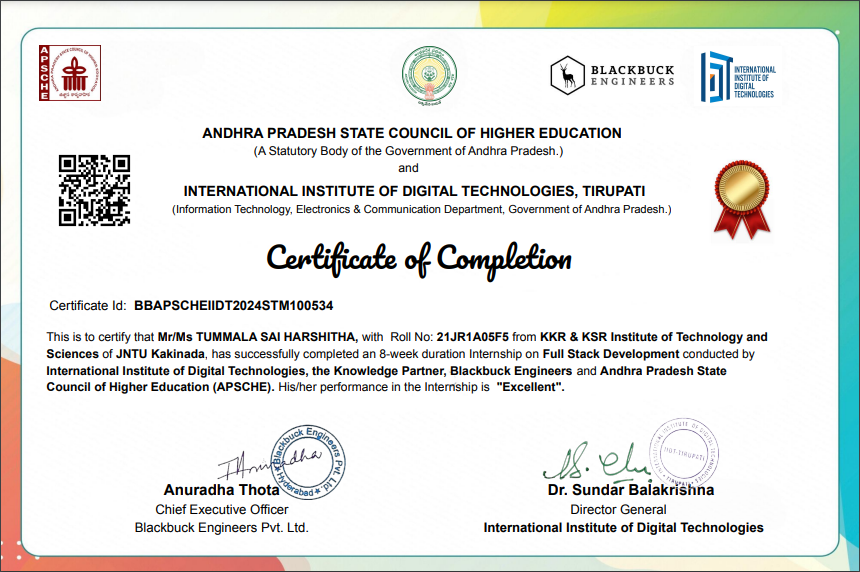 APSCHE
BLACKBUCK
ENGINEERS
INTERNATIONAL
INSTITUTE OF
DIGITAL
TECHNOLOGIES
ANDHRA PRADESH STATE COUNCIL OF HIGHER EDUCATION
(A Statutory Body of the Government of Andhra Pradesh.)
and
INTERNATIONAL INSTITUTE OF DIGITAL TECHNOLOGIES, TIRUPATI
(Information Technology, Electronics & Communication Department, Government of Andhra Pradesh.)
Certificate of Completion
Certificate Id: BBAPSCHEIIDT2024STM100534
This is to certify that Mr/Ms TUMMALA SAI HARSHITHA, with Roll No: 21JR1A05F5 from KKR & KSR Institute of Technology and
Sciences of JNTU Kakinada, has successfully completed an 8-week duration Internship on Full Stack Development conducted by
International Institute of Digital Technologies, the Knowledge Partner, Blackbuck Engineers and Andhra Pradesh State
Council of Higher Education (APSCHE). His/her performance in the Internship is "Excellent".
Blackbuck Engineers Pvt. Ltd.
Hyderabad
INTERNATIONAL INSTITUTE OF DIGITAL TECHNOLOGIES
IIDT-TIRUPATI
TIRUPATI
Anuradha Thota
Dr. Sundar Balakrishna
Chief Executive Officer
Director General
Blackbuck Engineers Pvt. Ltd.
International Institute of Digital Technologies